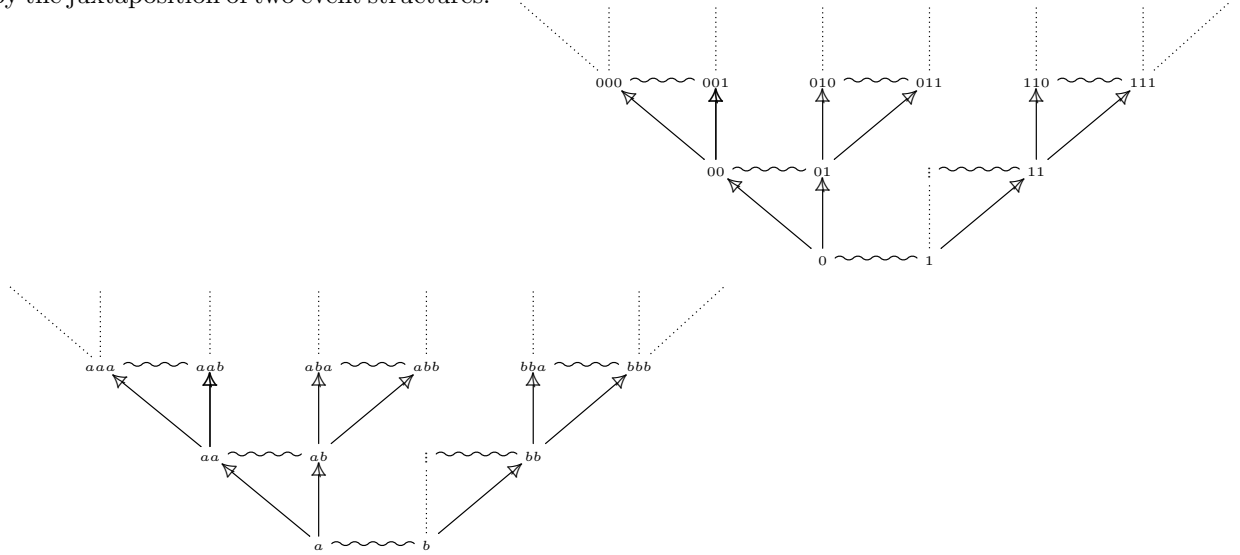 by the juxtaposition of two event structures.
000 001 010 011 110 111
00 01 11
0 1
aaa aab aba abb bba bbb
aa ab bb
a b